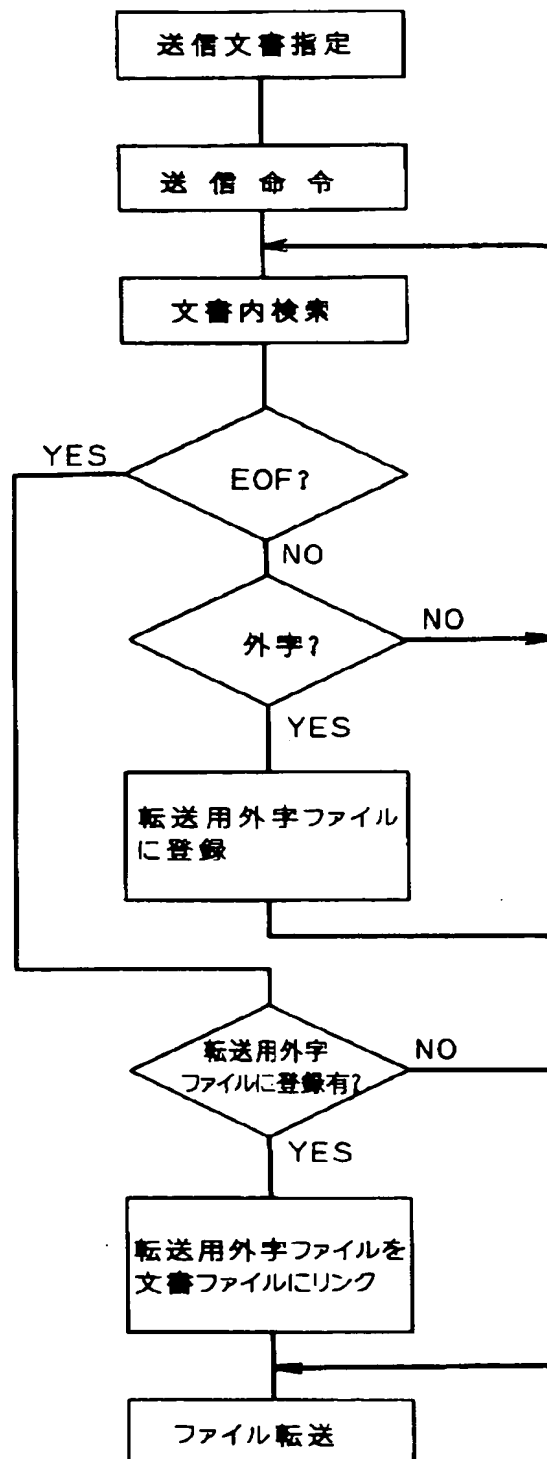 送信文書指定
送信命令
文書内検索
YES
EOF?
NO
外字?
NO
YES
転送用外字ファイル
に登録
転送用外字
ファイルに登録有?
NO
YES
転送用外字ファイルを
文書ファイルにリンク
ファイル転送